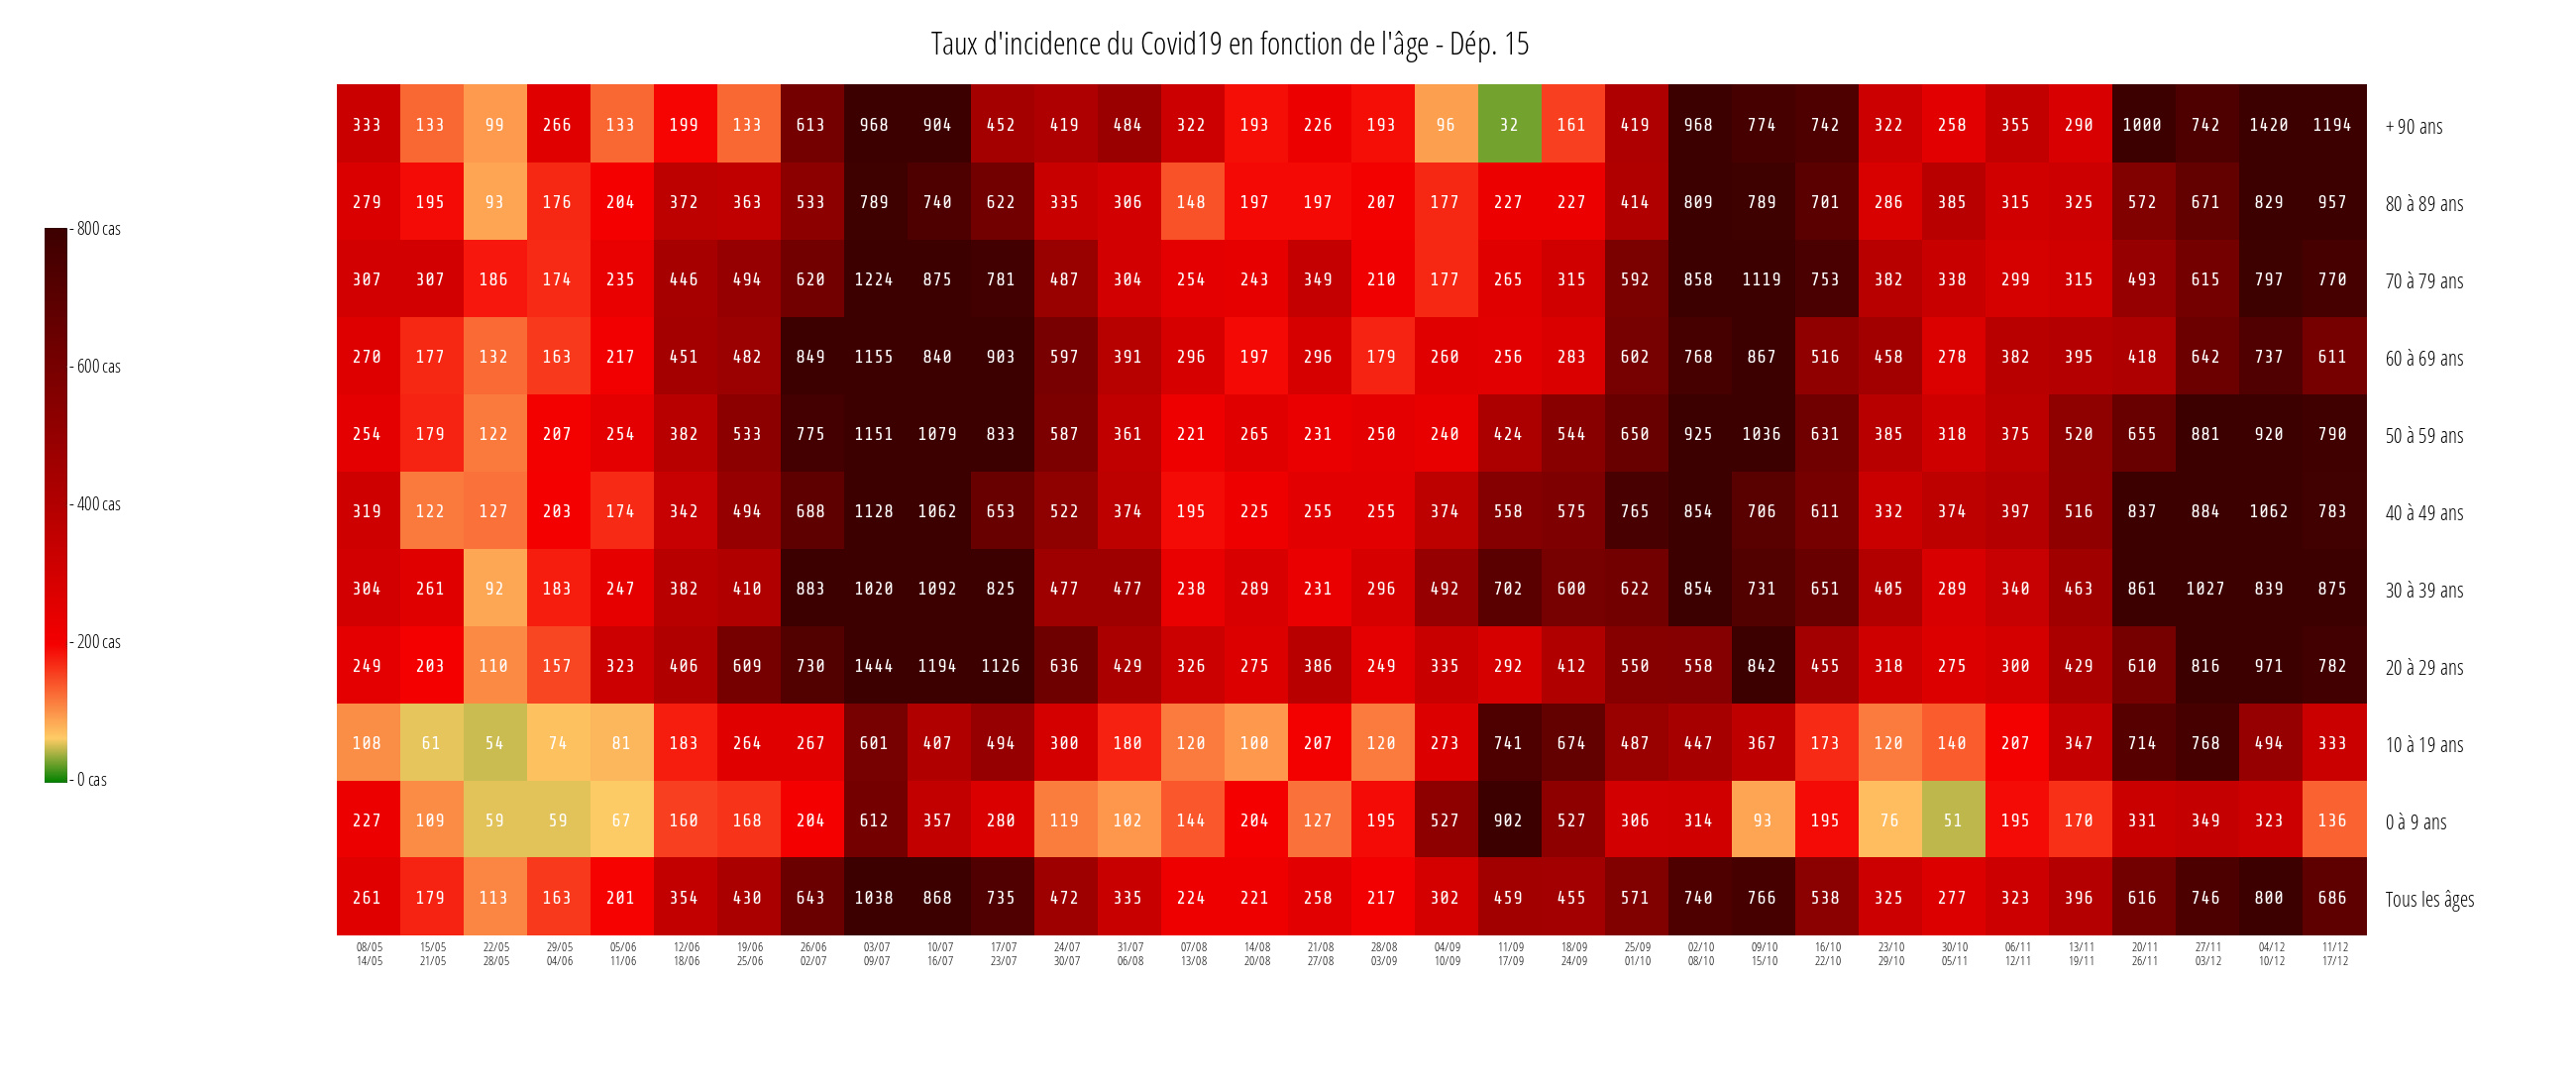 Taux d'incidence du Covid19 en fonction de l'âge - Dép. 15
- 800 cas
- 600 cas
- 400 cas
- 200 cas
- 0 cas
333 133 99 266 133 199 133 613 968 904 452 419 484 322 193 226 193 96 32 161 419 968 774 742 322 258 355 290 1000 742 1420 1194 + 90 ans
279 195 93 176 204 372 363 533 789 740 622 335 306 148 197 197 207 177 227 227 414 809 789 701 286 385 315 325 572 671 829 957 80 à 89 ans
307 307 186 174 235 446 494 620 1224 875 781 487 304 254 243 349 210 177 265 315 592 858 1119 753 382 338 299 315 493 615 797 770 70 à 79 ans
270 177 132 163 217 451 482 849 1155 840 903 597 391 296 197 296 179 260 256 283 602 768 867 516 458 278 382 395 418 642 737 611 60 à 69 ans
254 179 122 207 254 382 533 775 1151 1079 833 587 361 221 265 231 250 240 424 544 650 925 1036 631 385 318 375 520 655 881 920 790 50 à 59 ans
319 122 127 203 174 342 494 688 1128 1062 653 522 374 195 225 255 255 374 558 575 765 854 706 611 332 374 397 516 837 884 1062 783 40 à 49 ans
304 261 92 183 247 382 410 883 1020 1092 825 477 477 238 289 231 296 492 702 600 622 854 731 651 405 289 340 463 861 1027 839 875 30 à 39 ans
249 203 110 157 323 406 609 730 1444 1194 1126 636 429 326 275 386 249 335 292 412 550 558 842 455 318 275 300 429 610 816 971 782 20 à 29 ans
108 61 54 74 81 183 264 267 601 407 494 300 180 120 100 207 120 273 741 674 487 447 367 173 120 140 207 347 714 768 494 333 10 à 19 ans
227 109 59 59 67 160 168 204 612 357 280 119 102 144 204 127 195 527 902 527 306 314 93 195 76 51 195 170 331 349 323 136 0 à 9 ans
261 179 113 163 201 354 430 643 1038 868 735 472 335 224 221 258 217 302 459 455 571 740 766 538 325 277 323 396 616 746 800 686 Tous les âges
08/05 15/05 22/05 29/05 05/06 12/06 19/06 26/06 03/07 10/07 17/07 24/07 31/07 07/08 14/08 21/08 28/08 04/09 11/09 18/09 25/09 02/10 09/10 16/10 23/10 30/10 06/11 13/11 20/11 27/11 04/12 11/12
14/05 21/05 28/05 04/06 11/06 18/06 25/06 02/07 09/07 16/07 23/07 30/07 06/08 13/08 20/08 27/08 03/09 10/09 17/09 24/09 01/10 08/10 15/10 22/10 29/10 05/11 12/11 19/11 26/11 03/12 10/12 17/12